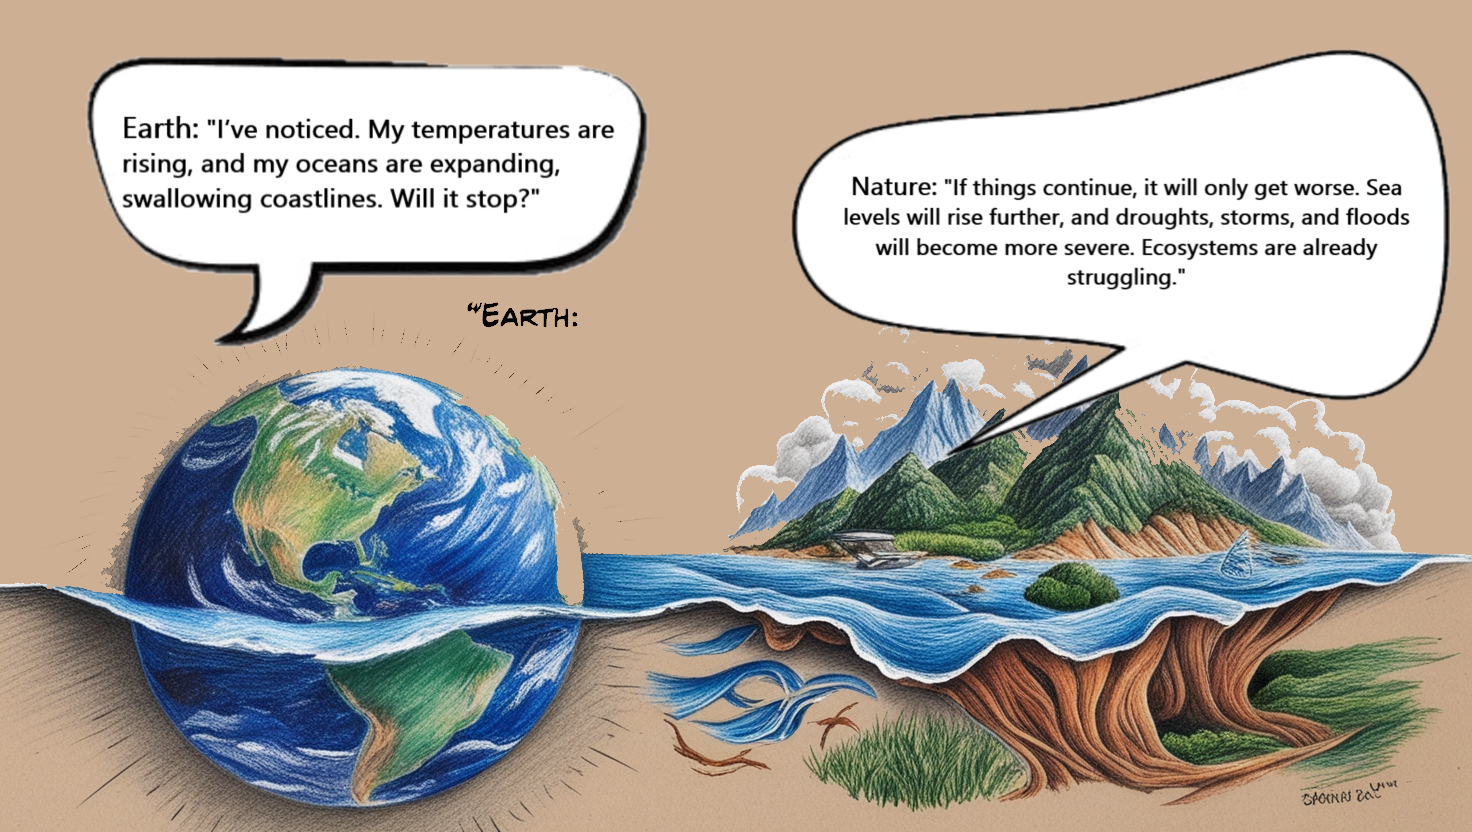 Earth: "I’ve noticed. My temperatures are
rising, and my oceans are expanding,
swallowing coastlines. Will it stop?"
Nature: "If things continue, it will only get worse. Sea
levels will rise further, and droughts, storms, and floods
will become more severe. Ecosystems are already
struggling."
“EARTH: